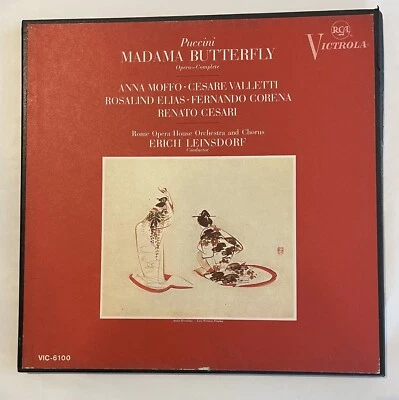 Puccini
MADAMA BUTTERFLY
Opera—Complete
RCA
VICTROLA
ANNA MOFFO • CESARE VALLETTI
ROSALIND ELIAS • FERNANDO CORENA
RENATO CESARI
Rome Opera House Orchestra and Chorus
ERICH LEINSDORF
Conductor
VIC-6100